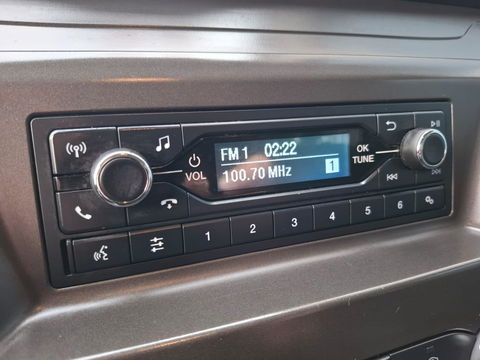 FM 1 02:22
100.70 MHz 1
VOL
OK
TUNE
1 2 3 4 5 6